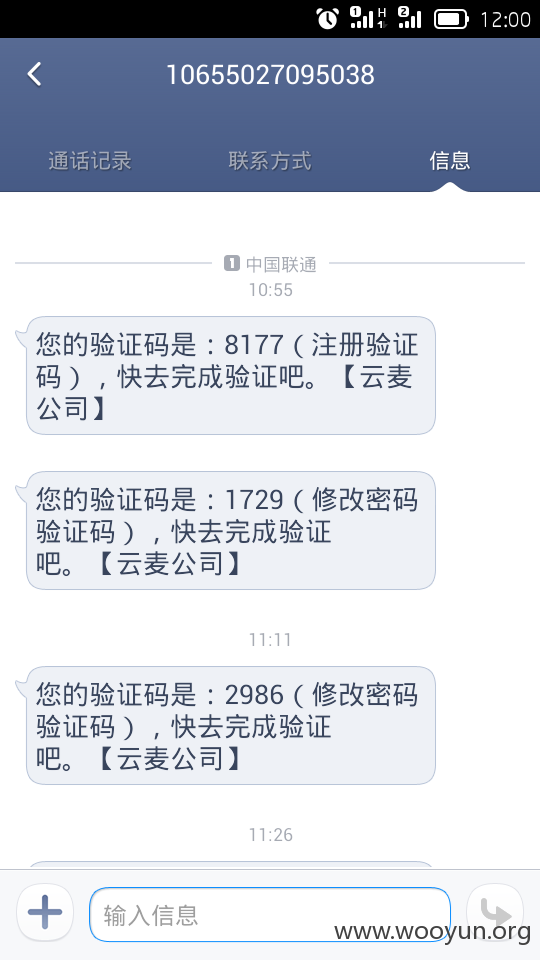 1 H 1 2 12:00
10655027095038
通话记录 联系方式 信息
1 中国联通
10:55
您的验证码是：8177（注册验证
码），快去完成验证吧。【云麦
公司】
您的验证码是：1729（修改密码
验证码），快去完成验证
吧。【云麦公司】
11:11
您的验证码是：2986（修改密码
验证码），快去完成验证
吧。【云麦公司】
11:26
输入信息
www.wooyun.org